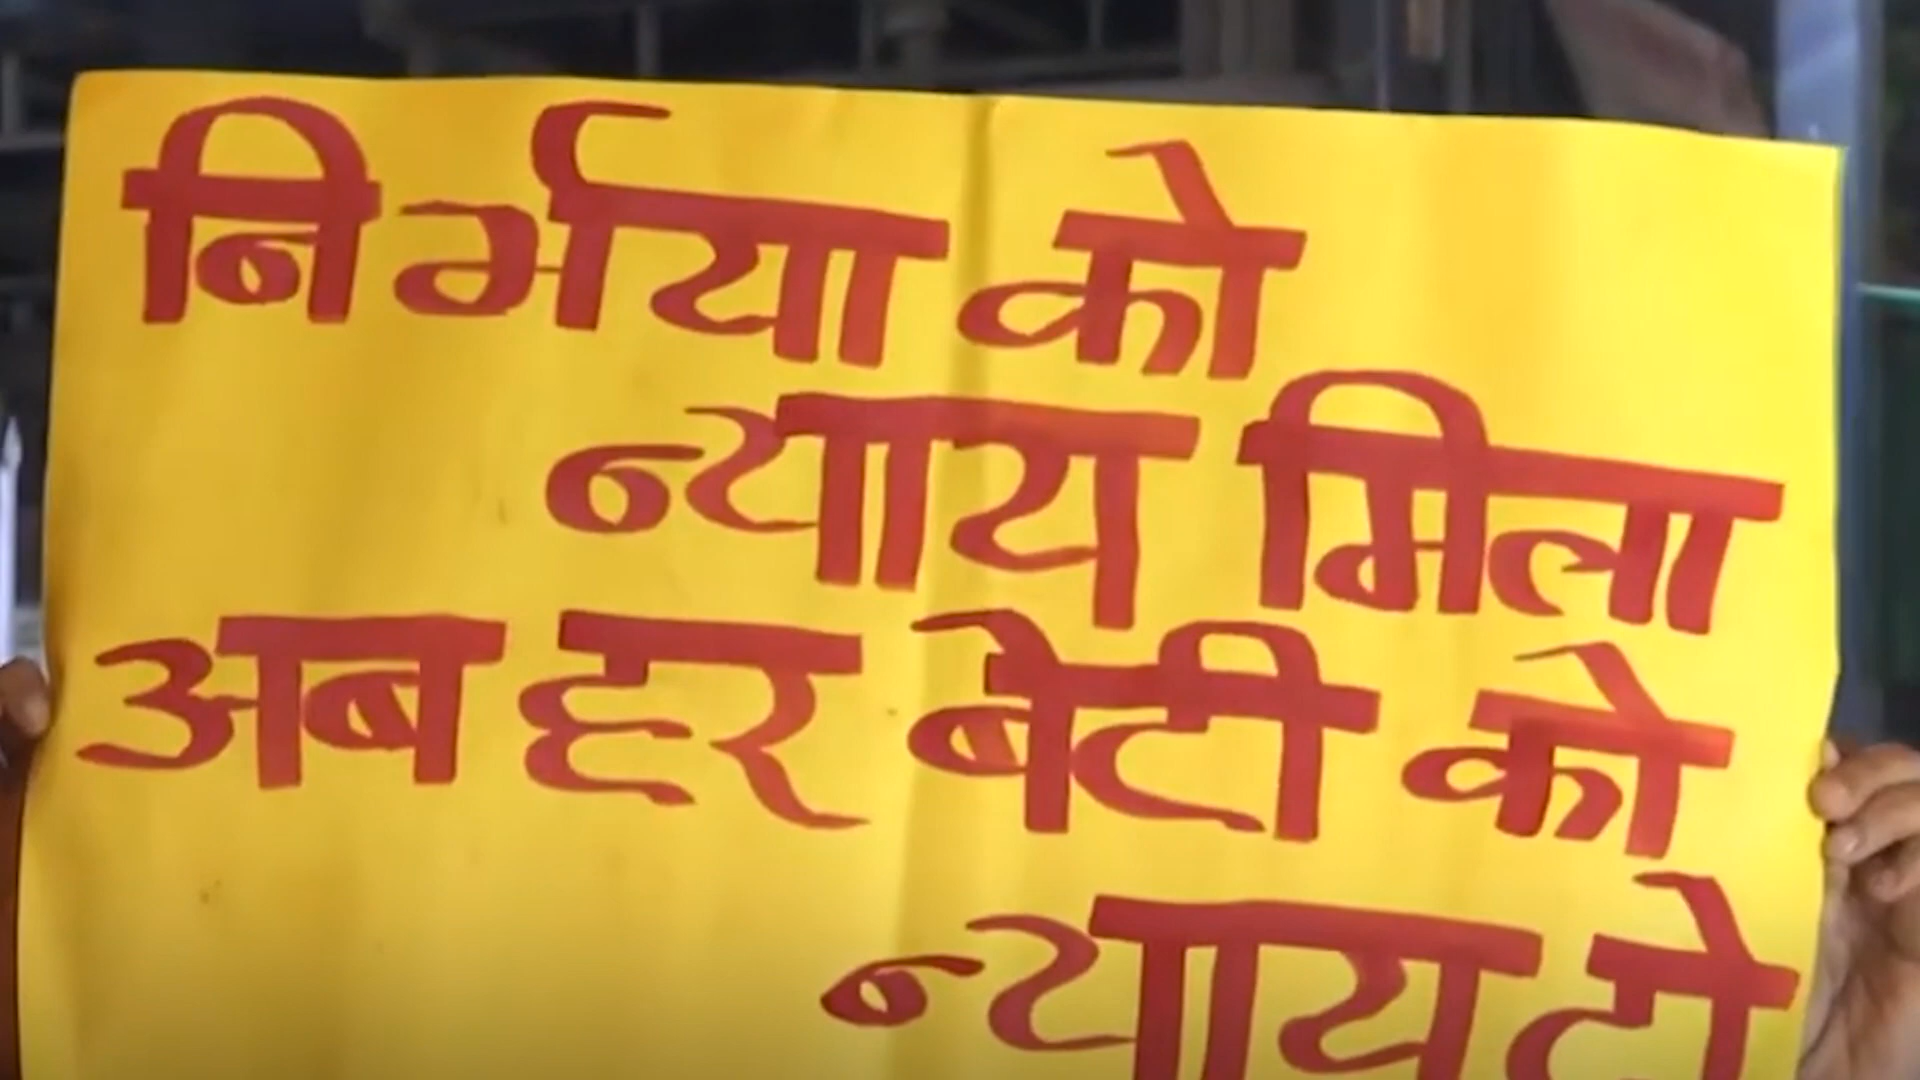 निर्भया को
न्याय मिला
अब हर बेटी को
न्याय दो